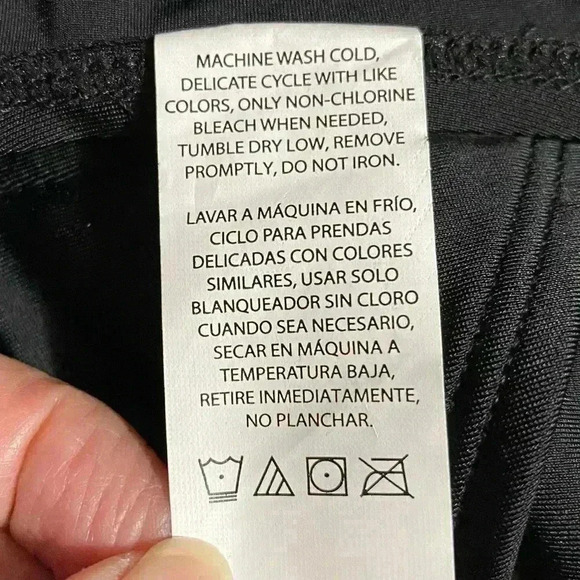 MACHINE WASH COLD,
DELICATE CYCLE WITH LIKE
COLORS, ONLY NON-CHLORINE
BLEACH WHEN NEEDED,
TUMBLE DRY LOW, REMOVE
PROMPTLY, DO NOT IRON.
LAVAR A MÁQUINA EN FRÍO,
CICLO PARA PRENDAS
DELICADAS CON COLORES
SIMILARES, USAR SOLO
BLANQUEADOR SIN CLORO
CUANDO SEA NECESARIO,
SECAR EN MÁQUINA A
TEMPERATURA BAJA,
RETIRE INMEDIATAMENTE,
NO PLANCHAR.